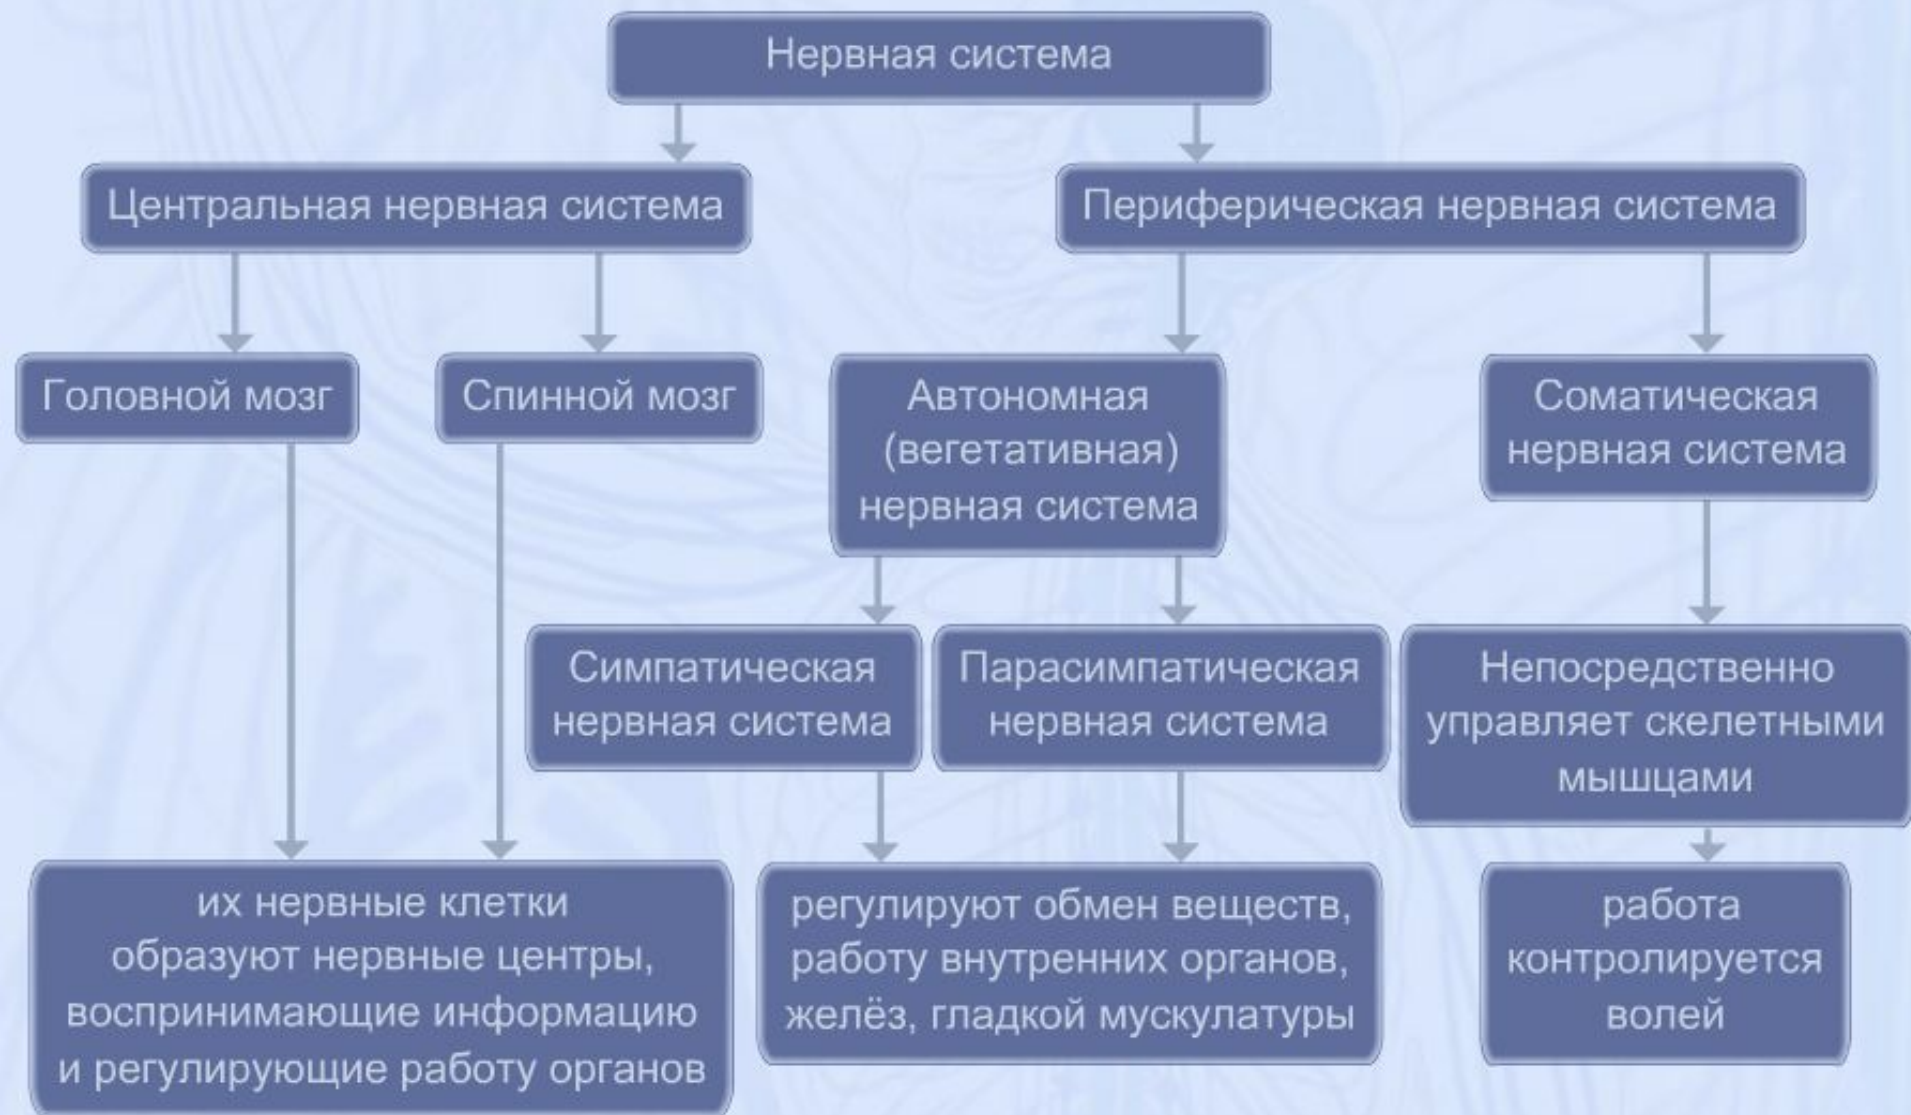 Нервная система
Центральная нервная система
Периферическая нервная система
Головной мозг
Спинной мозг
Автономная
(вегетативная)
нервная система
Соматическая
нервная система
Симпатическая
нервная система
Парасимпатическая
нервная система
Непосредственно
управляет скелетными
мышцами
их нервные клетки
образуют нервные центры,
воспринимающие информацию
и регулирующие работу органов
регулируют обмен веществ,
работу внутренних органов,
желёз, гладкой мускулатуры
работа
контролируется
волей